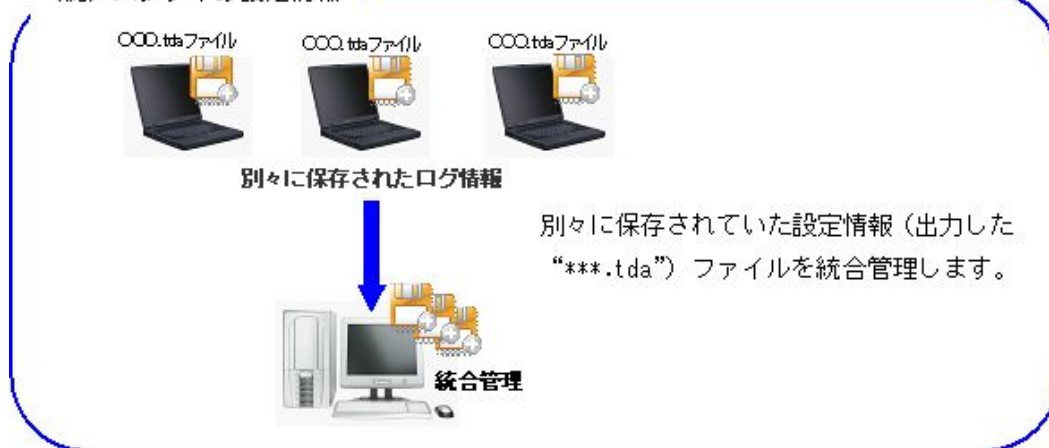 〇〇〇.tdaファイル
〇〇〇.tdaファイル
〇〇〇.tdaファイル
別々に保存されたログ情報
別々に保存されていた設定情報（出力した
“***.tda”）ファイルを統合管理します。
統合管理